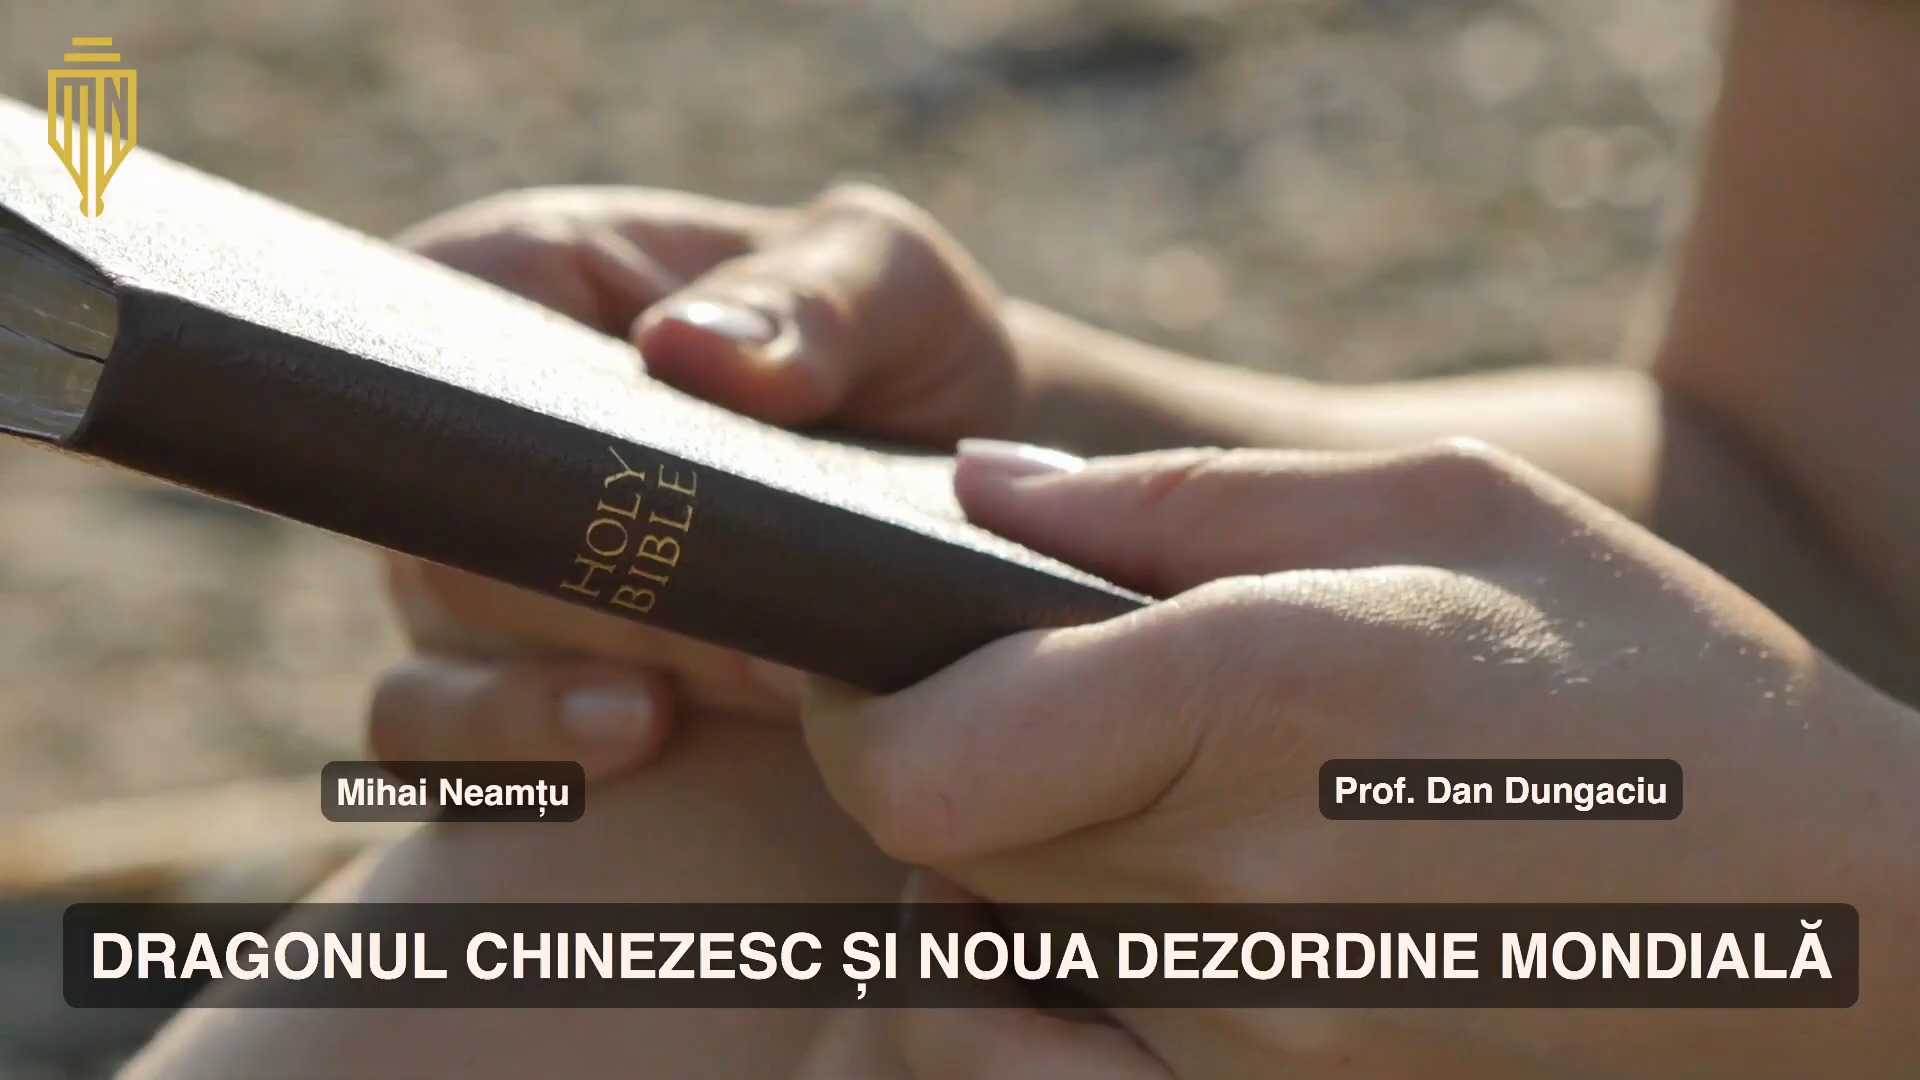 HOLY
BIBLE
Mihai Neamțu
Prof. Dan Dungaciu
DRAGONUL CHINEZESC ȘI NOUA DEZORDINE MONDIALĂ